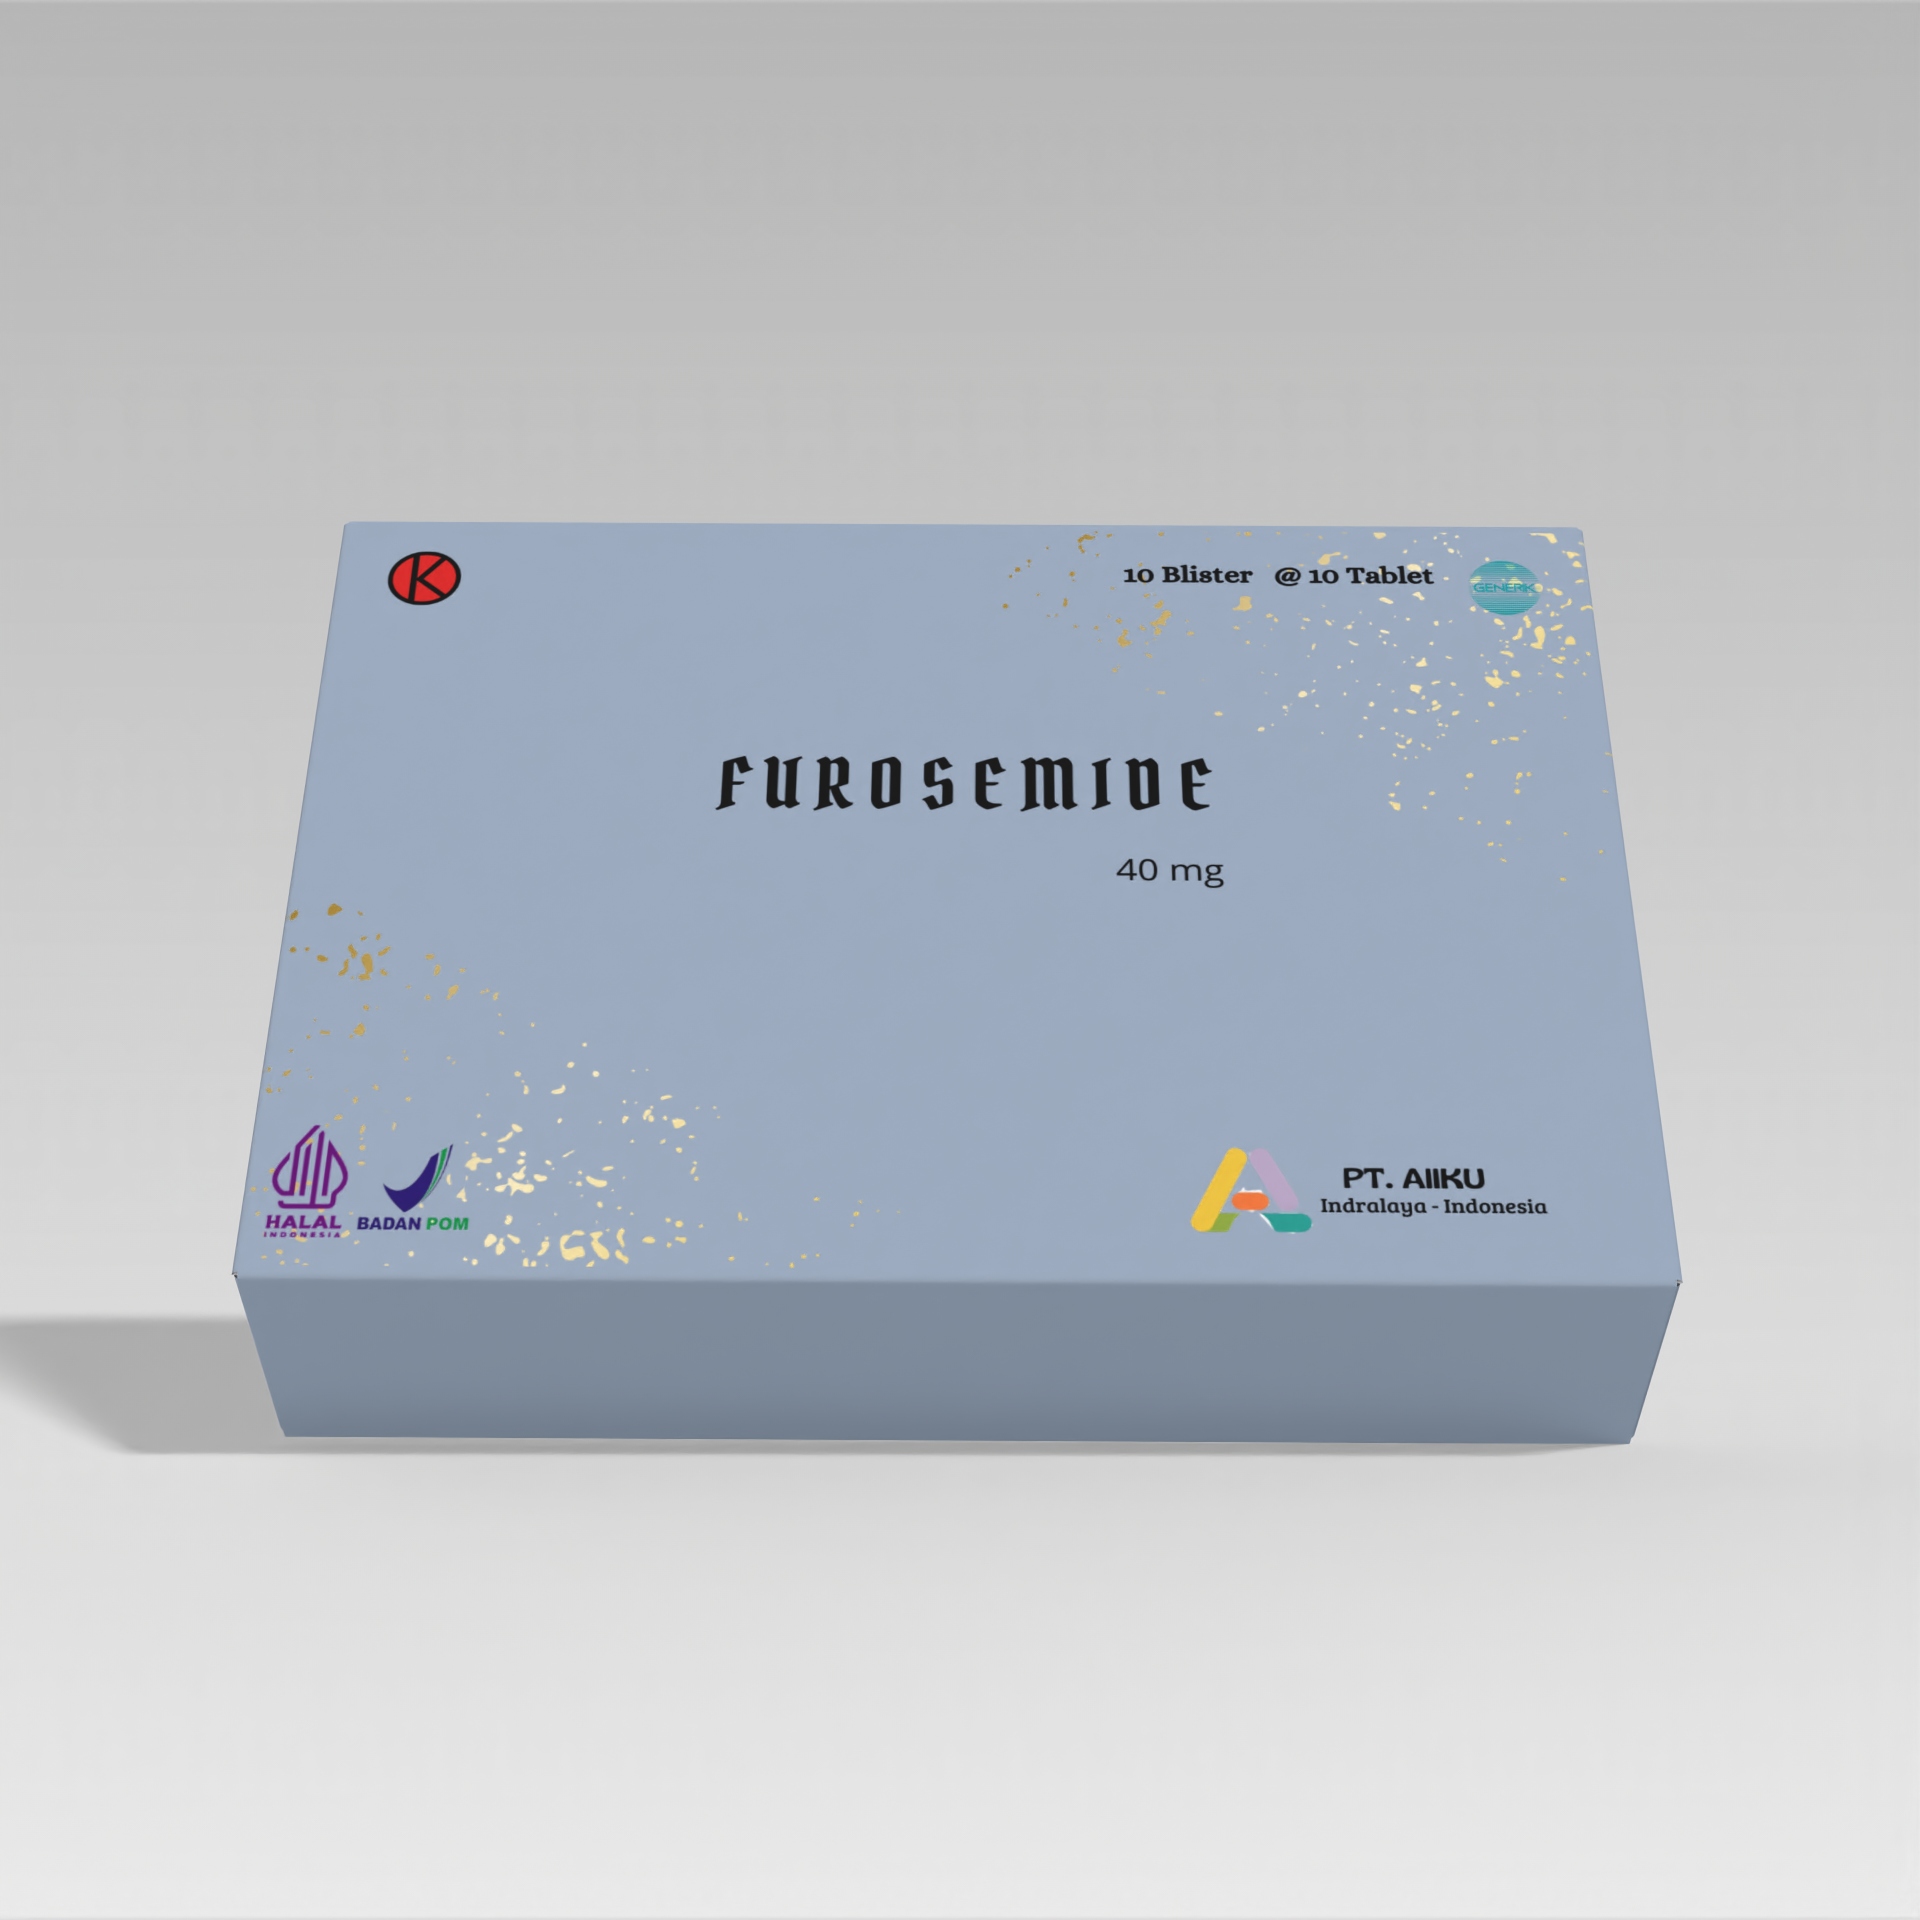 K
10 Blister @ 10 Tablet
GENERIK
FUROSEMIDE
40 mg
HALAL
INDONESIA
BADAN POM
PT. AIIKU
Indralaya - Indonesia